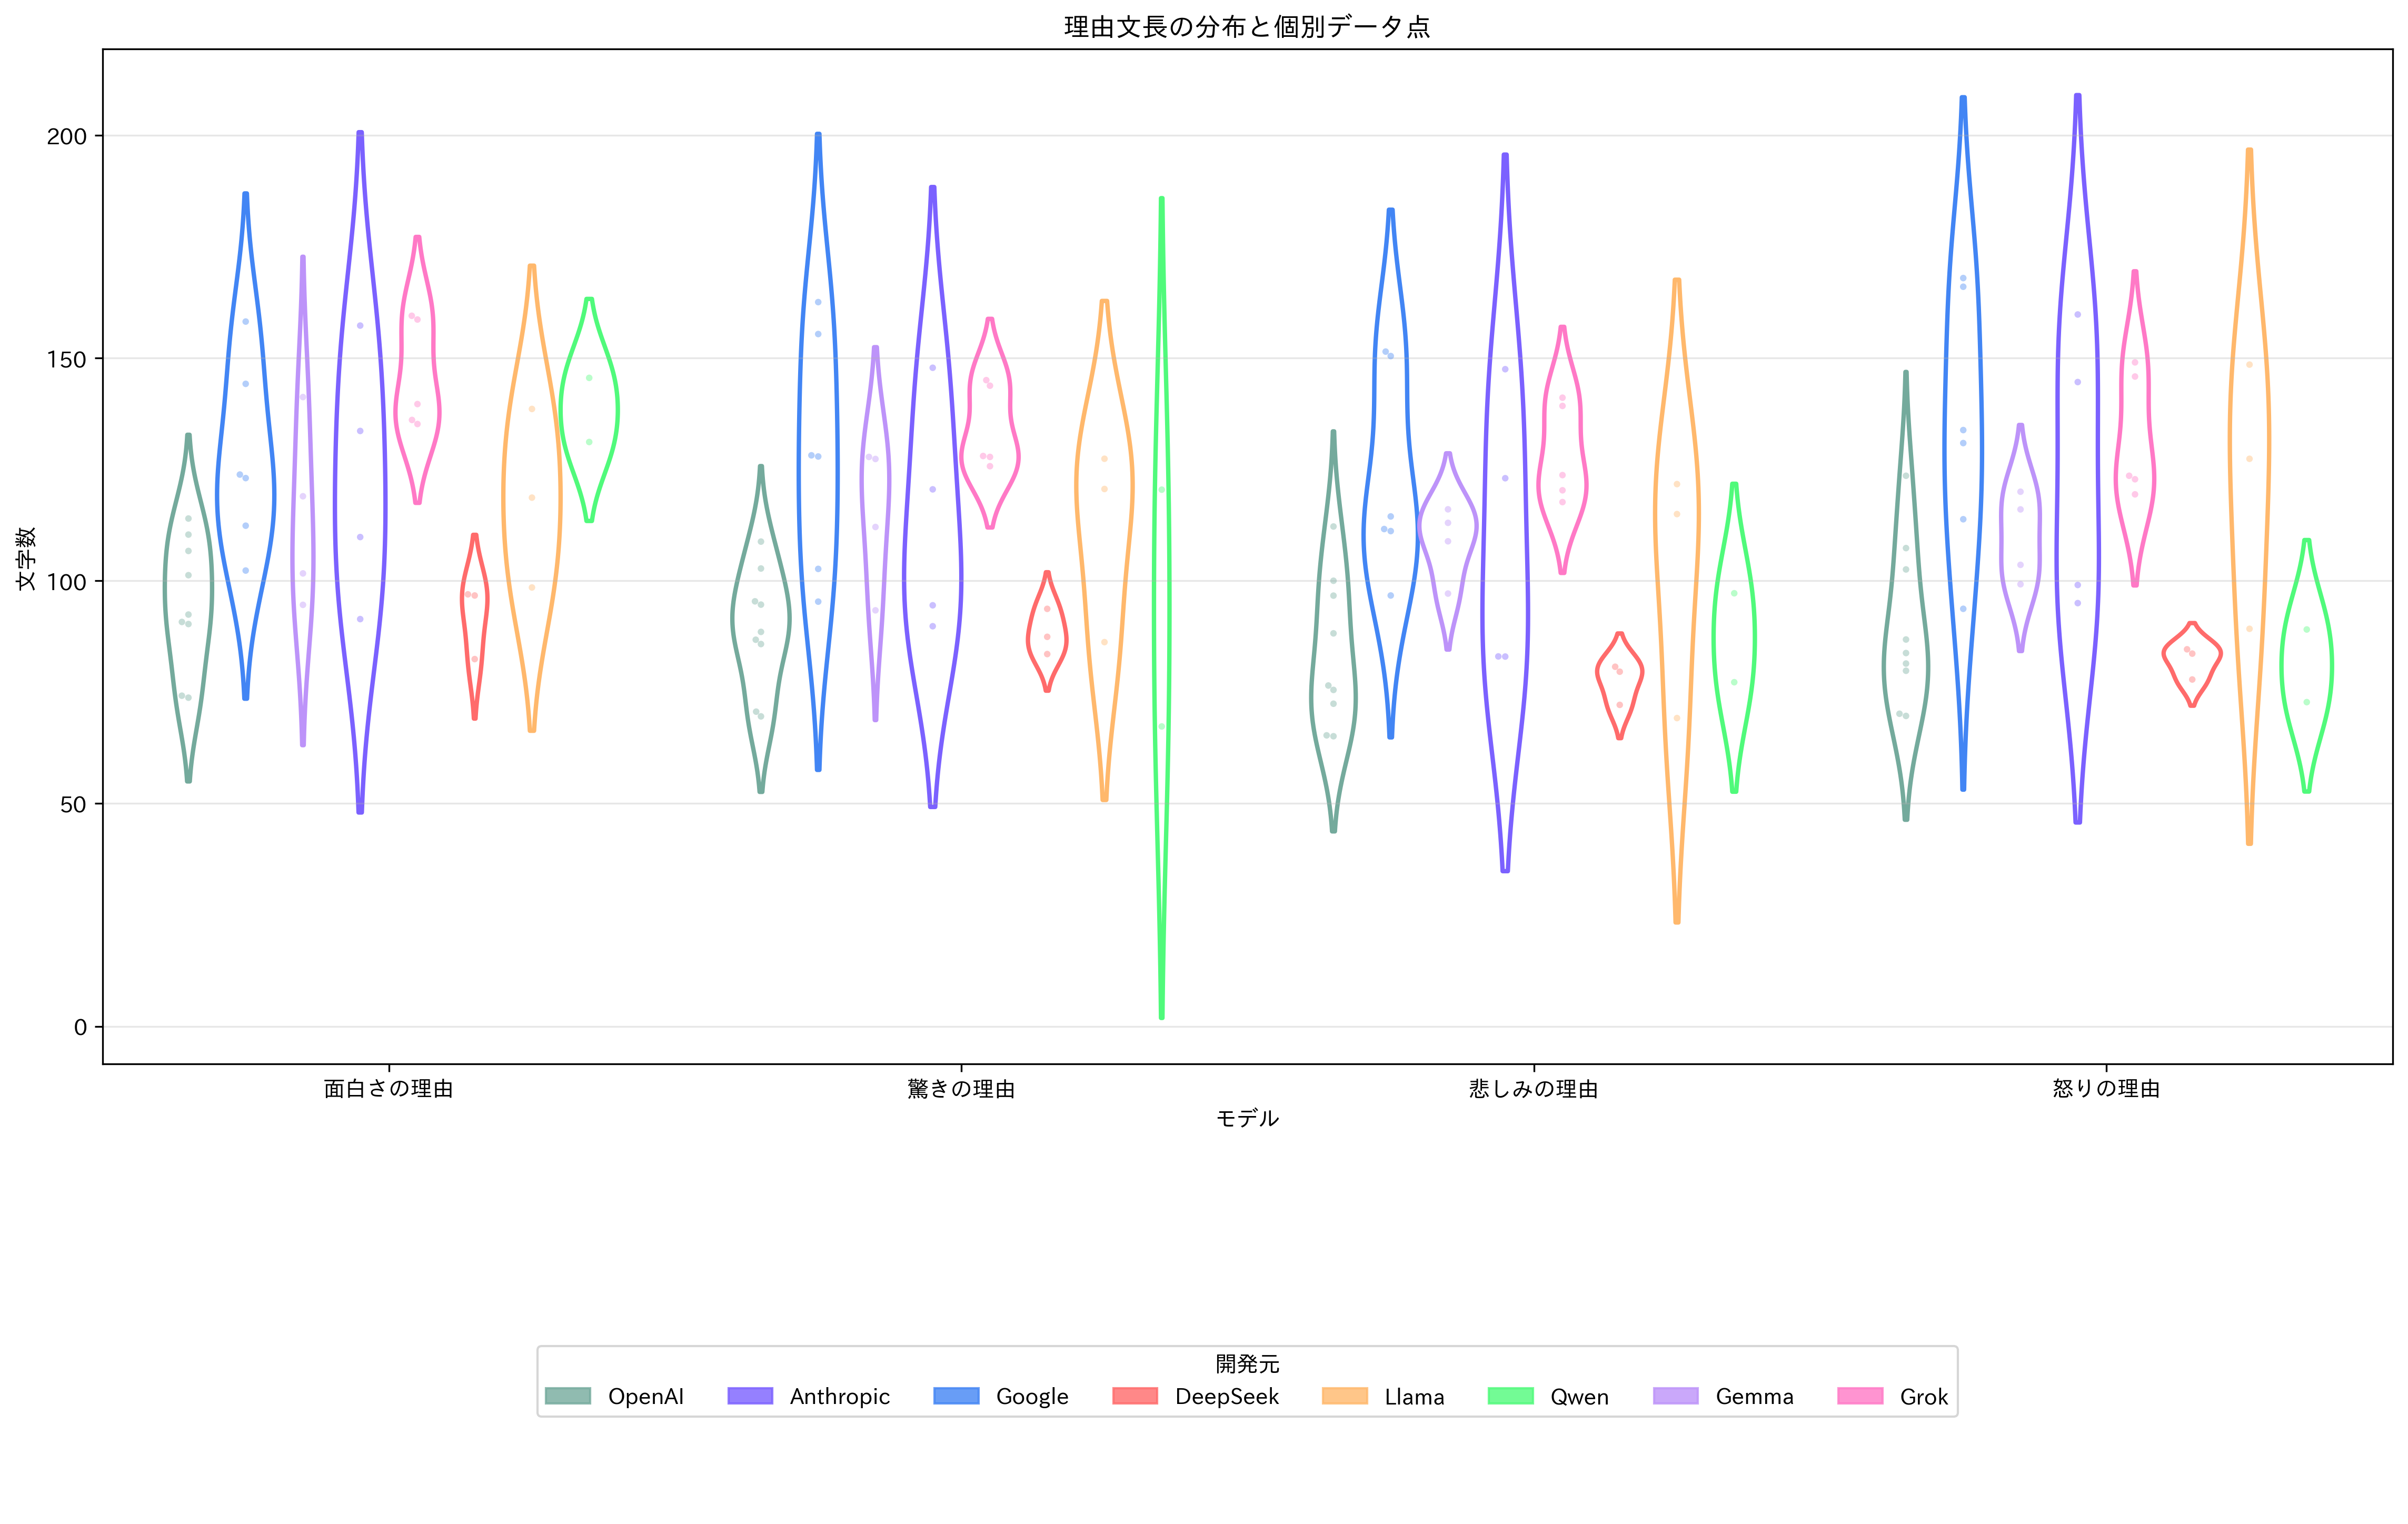 理由文長の分布と個別データ点
文字数
200
150
100
50
0
面白さの理由 驚きの理由 悲しみの理由 怒りの理由
モデル
開発元
OpenAI Anthropic Google DeepSeek Llama Qwen Gemma Grok